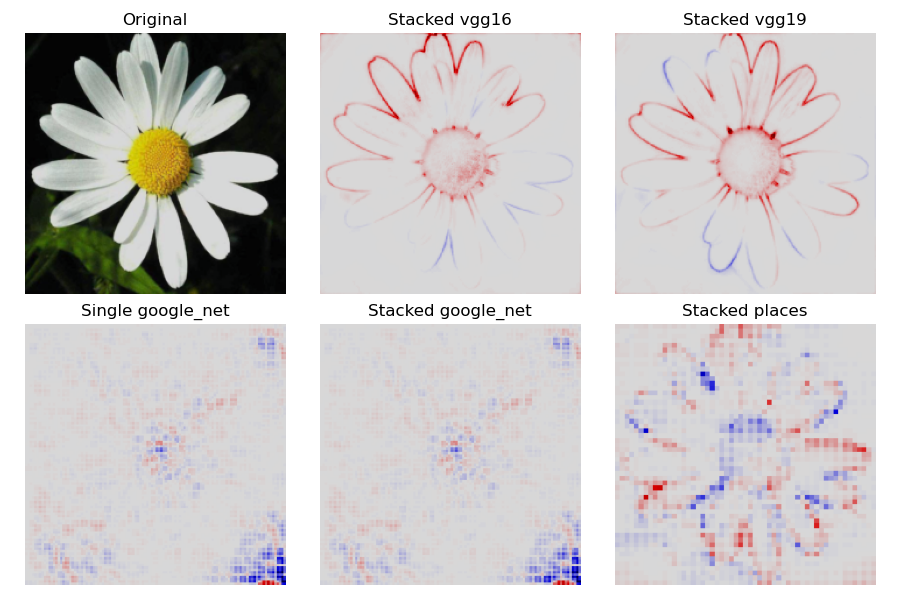 Original
Stacked vgg16
Stacked vgg19
Single google_net
Stacked google_net
Stacked places